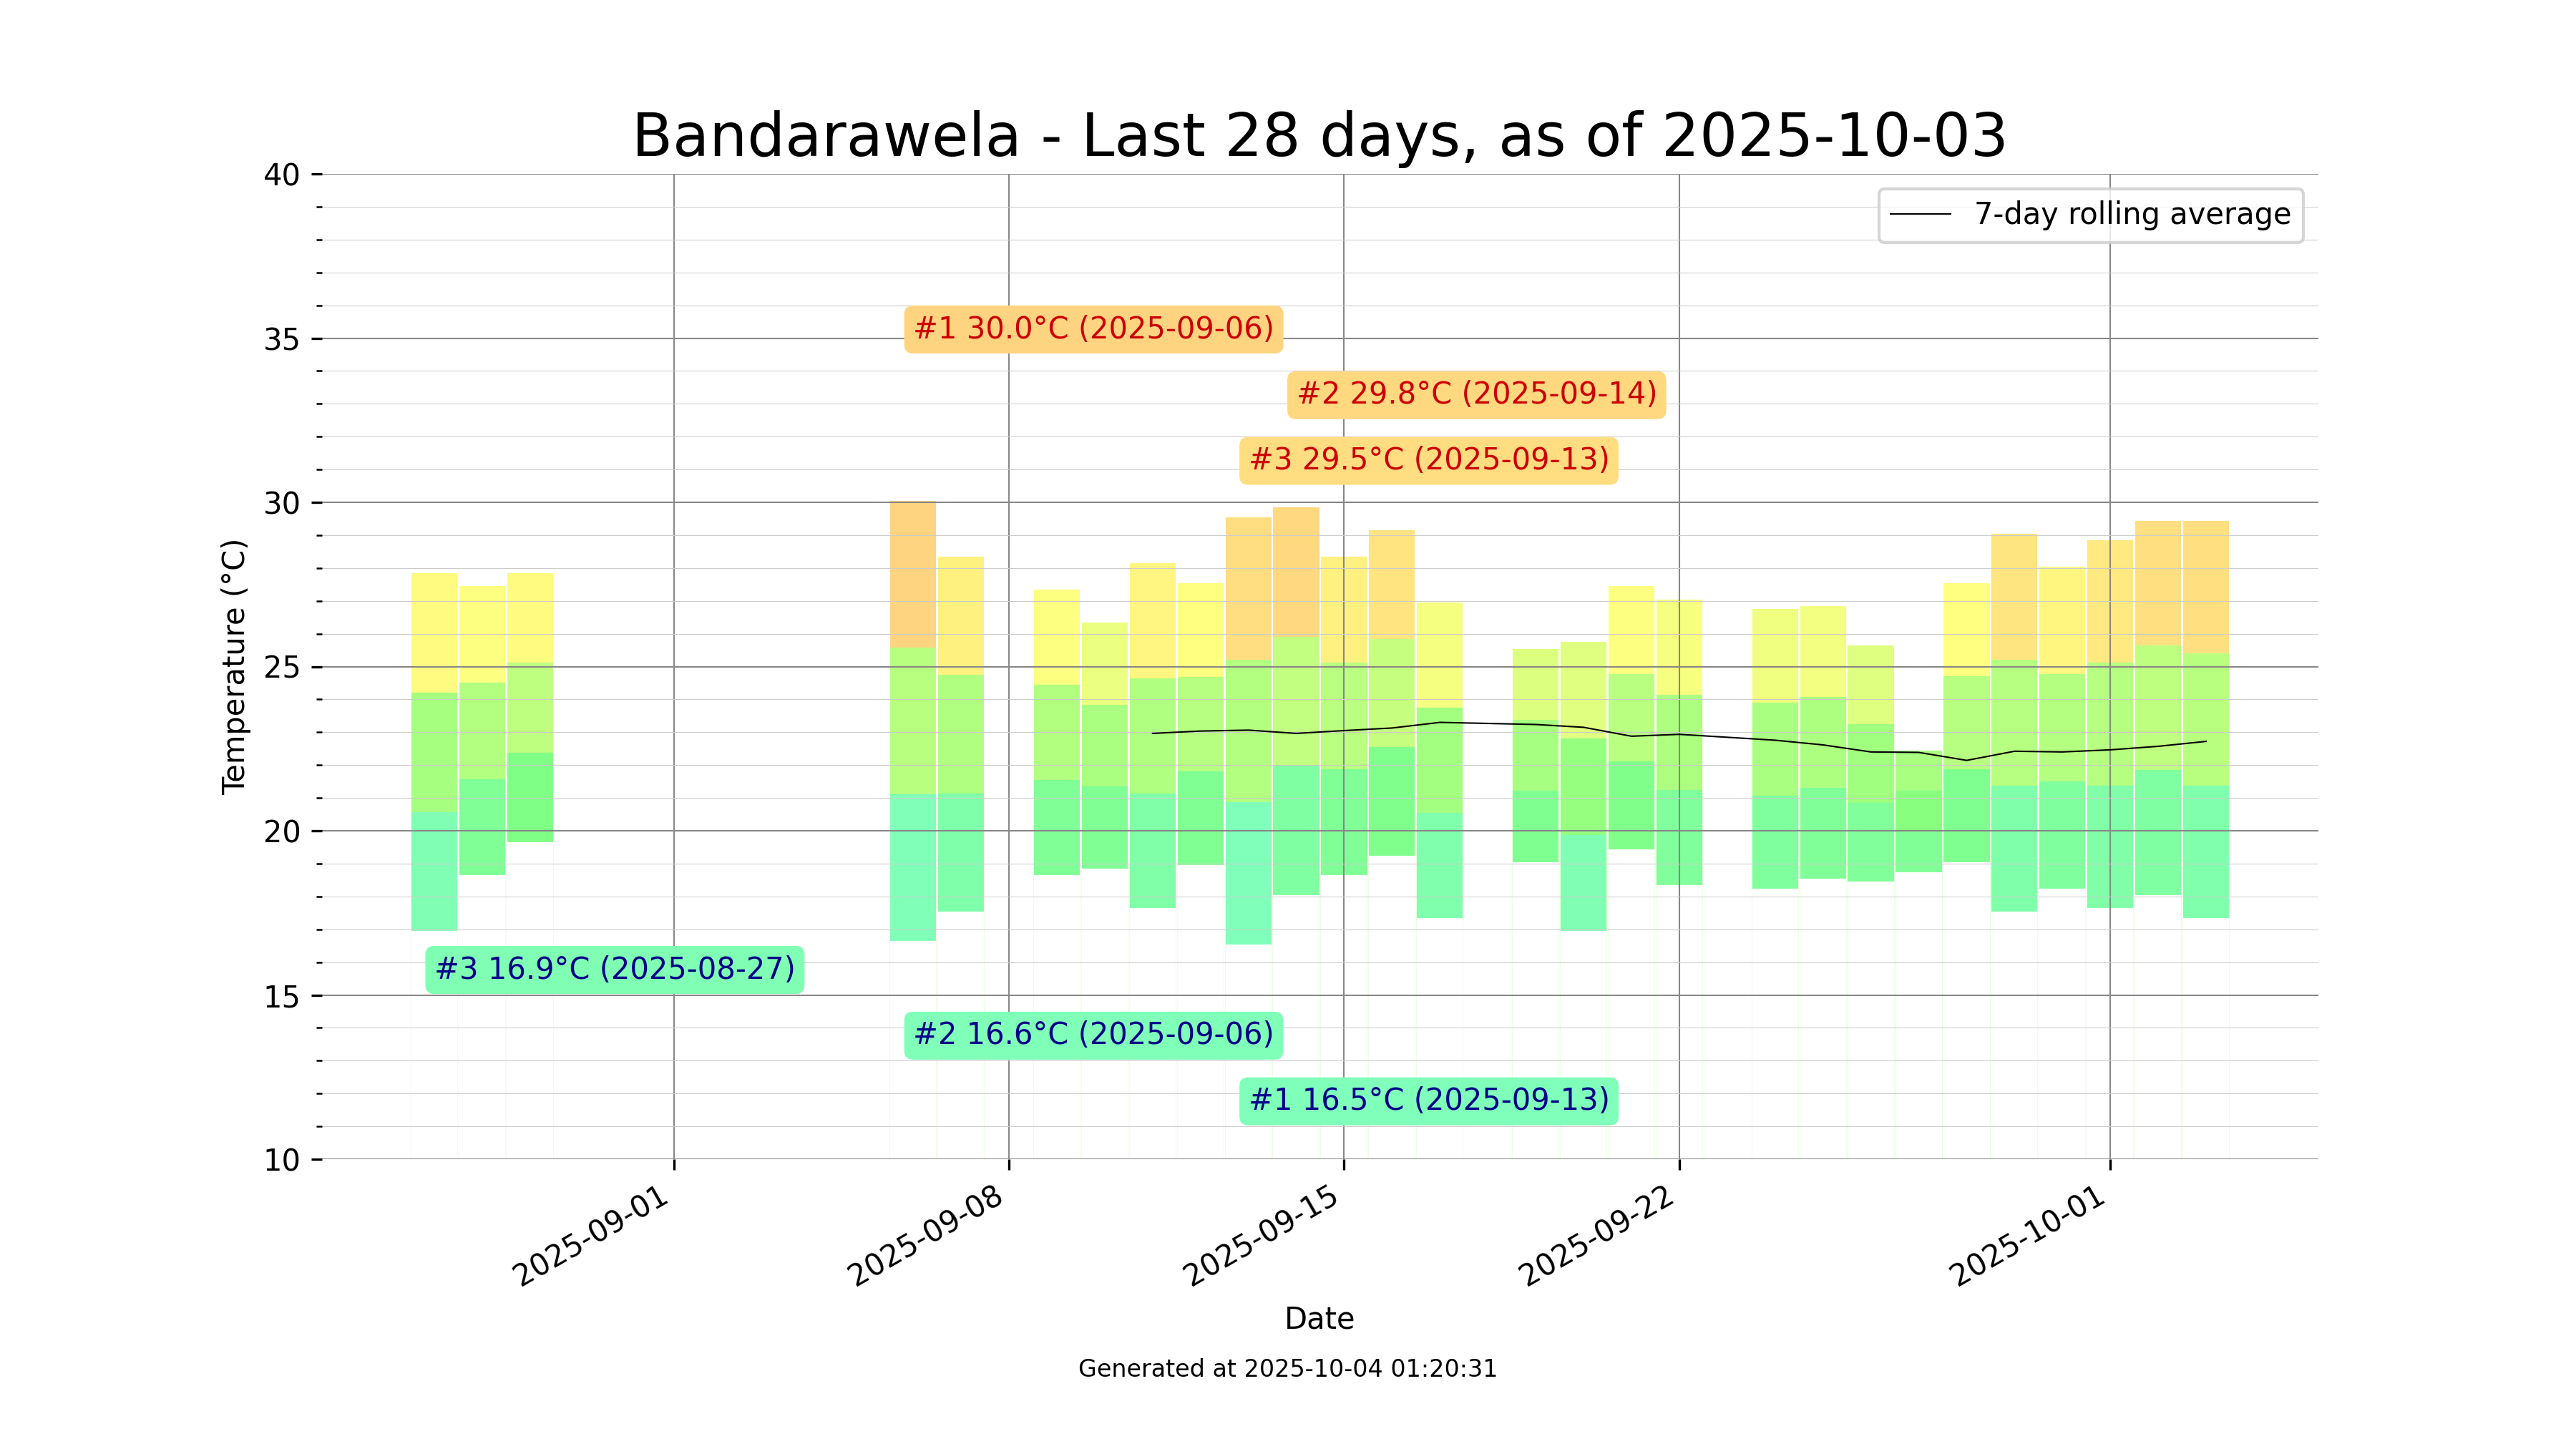 Bandarawela - Last 28 days, as of 2025-10-03
7-day rolling average
40
35
30
25
20
15
10
Temperature (°C)
#1 30.0°C (2025-09-06)
#2 29.8°C (2025-09-14)
#3 29.5°C (2025-09-13)
#3 16.9°C (2025-08-27)
#2 16.6°C (2025-09-06)
#1 16.5°C (2025-09-13)
2025-09-01
2025-09-08
2025-09-15
2025-09-22
2025-10-01
Date
Generated at 2025-10-04 01:20:31